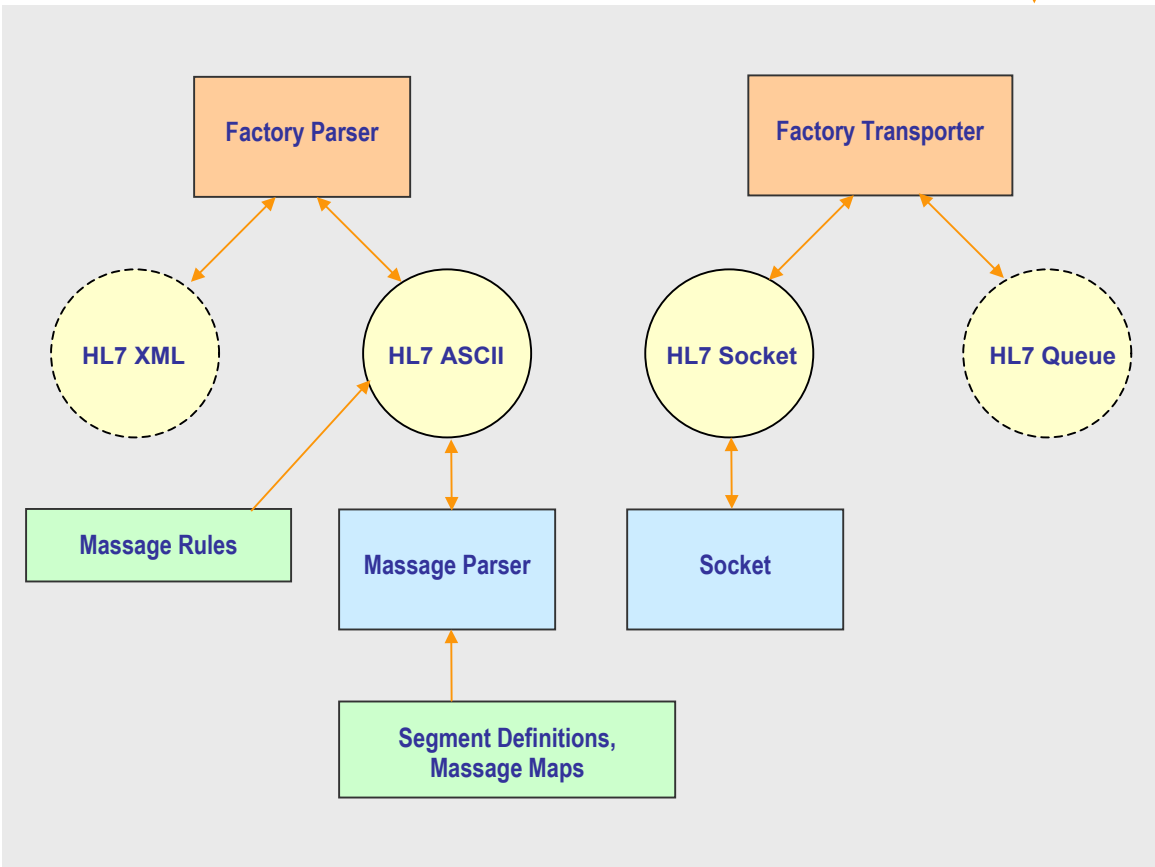 Factory Parser
Factory Transporter
HL7 XML
HL7 ASCII
HL7 Socket
HL7 Queue
Massage Rules
Massage Parser
Socket
Segment Definitions,
Massage Maps